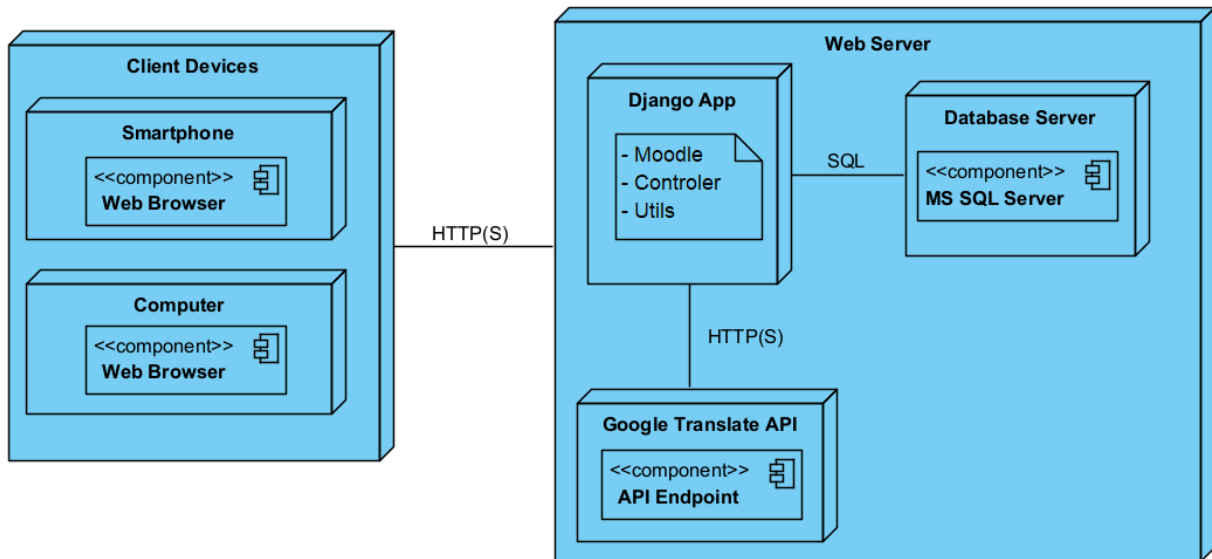 Client Devices
Smartphone
<<component>>
Web Browser
Computer
<<component>>
Web Browser
HTTP(S)
Web Server
Django App
- Moodle
- Controler
- Utils
SQL
Database Server
<<component>>
MS SQL Server
HTTP(S)
Google Translate API
<<component>>
API Endpoint